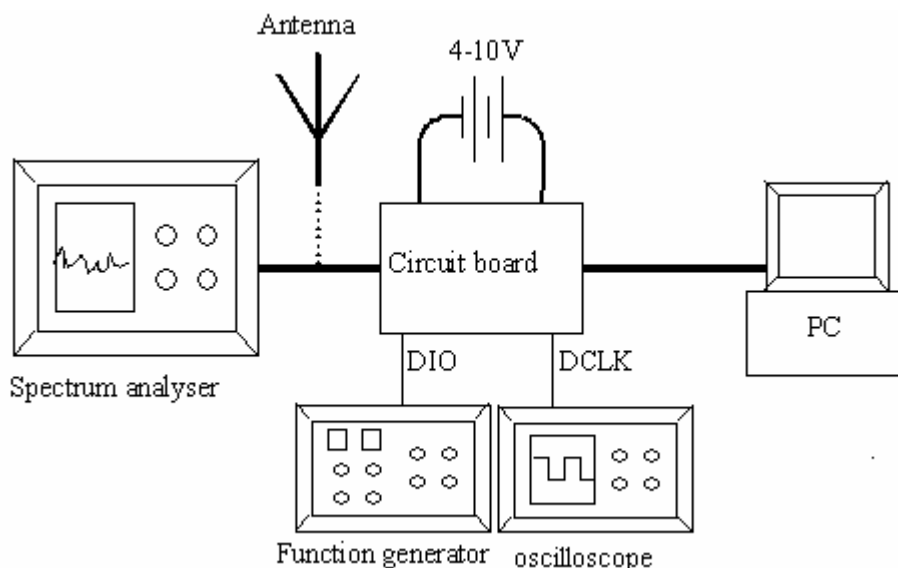 Antenna
4-10V
Circuit board
PC
DIO
DCLK
Spectrum analyser
Function generator
oscilloscope